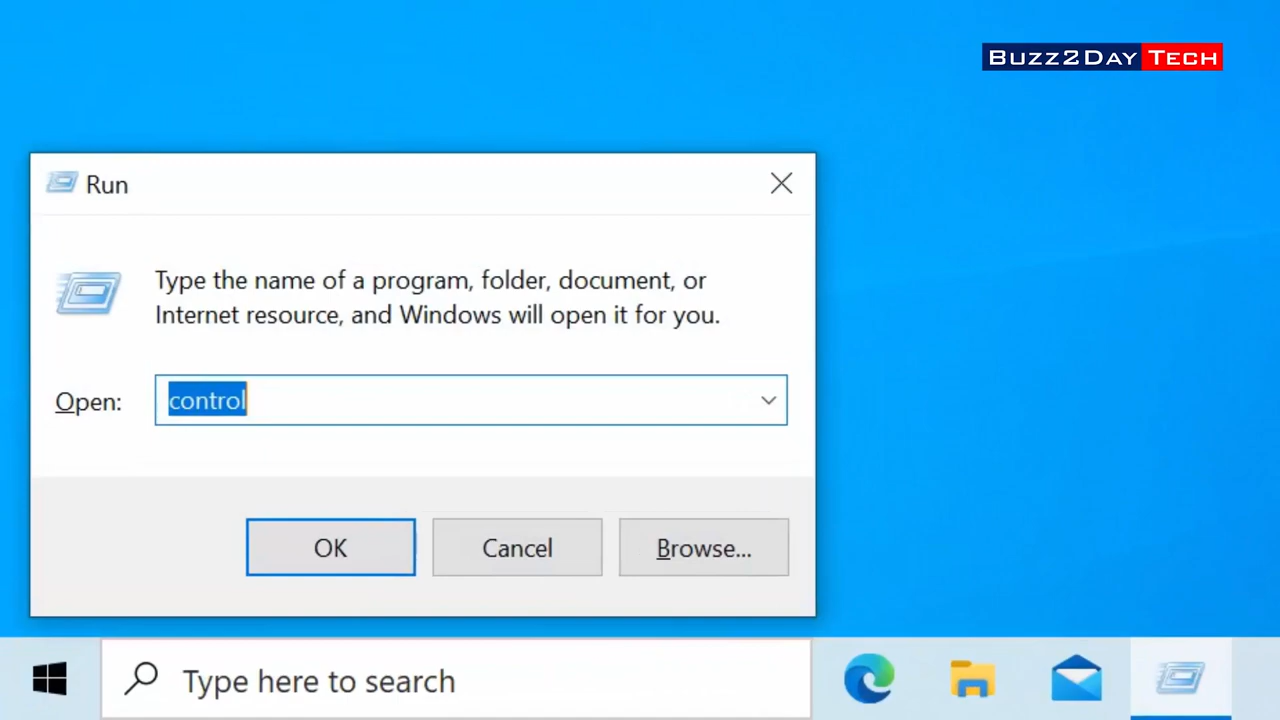 Buzz2Day Tech
Run
Type the name of a program, folder, document, or
Internet resource, and Windows will open it for you.
Open: control
OK Cancel Browse...
Type here to search